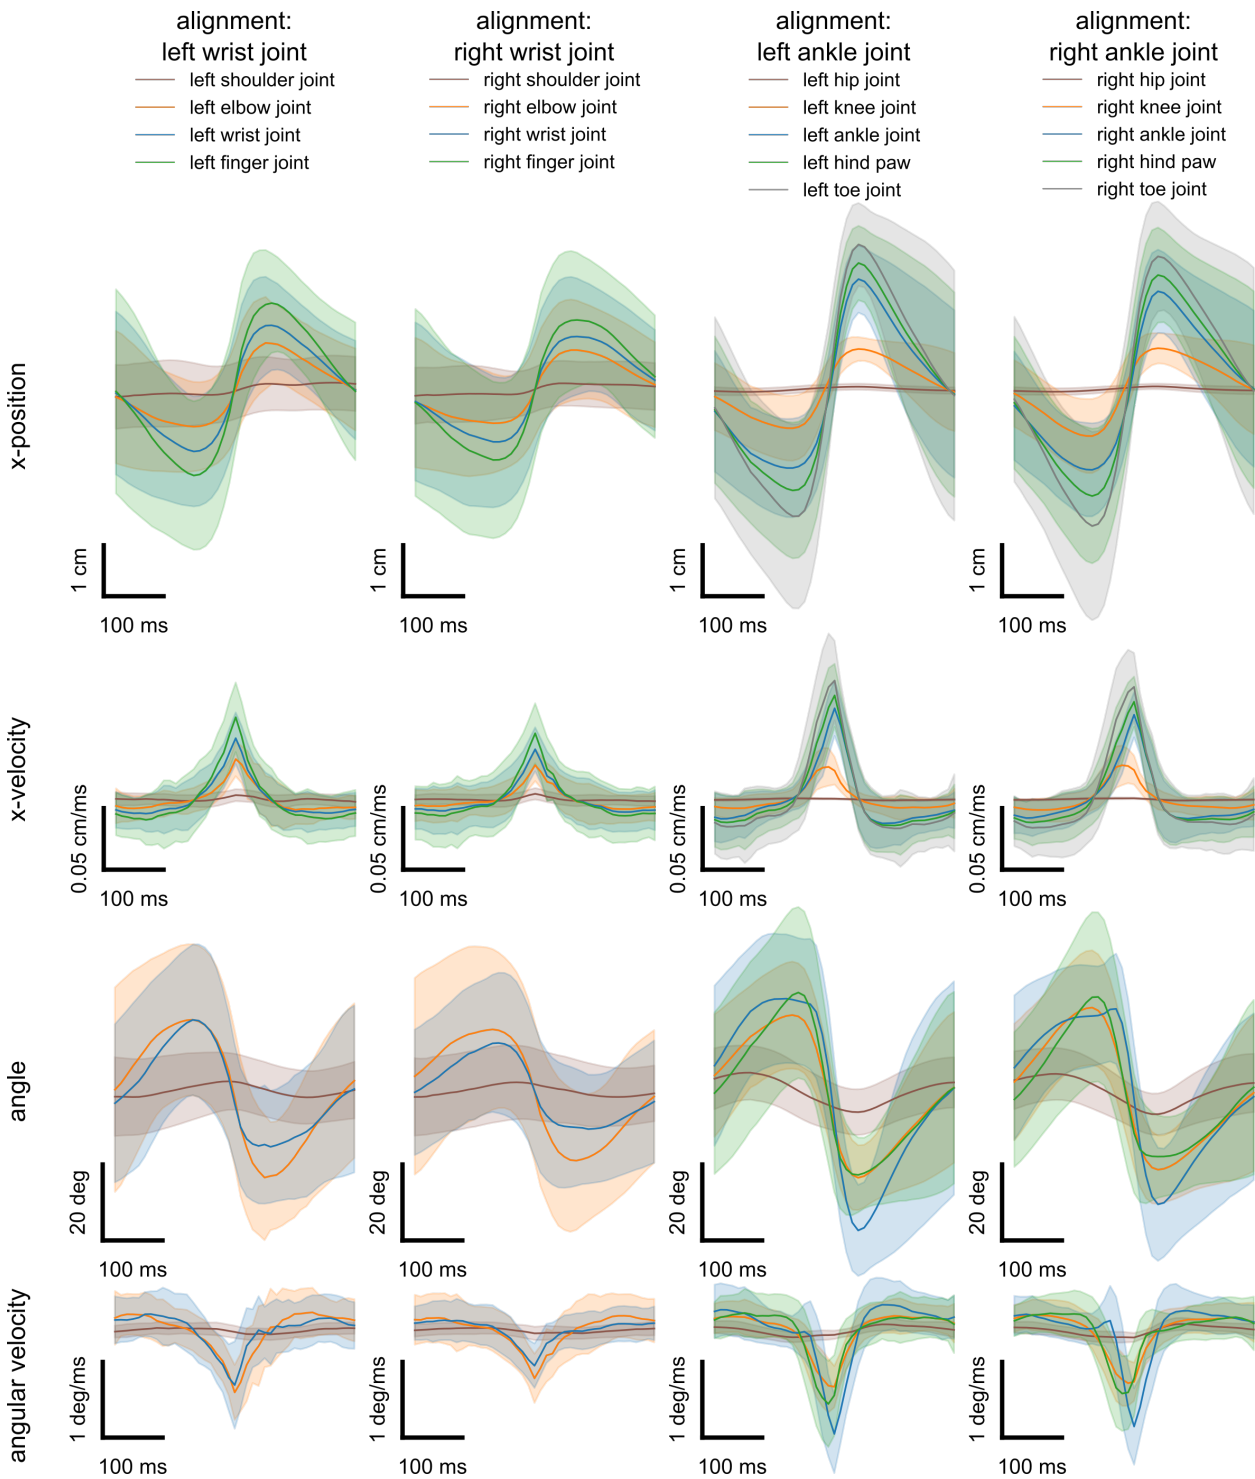 alignment:
left wrist joint
left shoulder joint
left elbow joint
left wrist joint
left finger joint
alignment:
right wrist joint
right shoulder joint
right elbow joint
right wrist joint
right finger joint
alignment:
left ankle joint
left hip joint
left knee joint
left ankle joint
left hind paw
left toe joint
alignment:
right ankle joint
right hip joint
right knee joint
right ankle joint
right hind paw
right toe joint
x-position
1 cm
100 ms
1 cm
100 ms
1 cm
100 ms
1 cm
100 ms
x-velocity
0.05 cm/ms
100 ms
0.05 cm/ms
100 ms
0.05 cm/ms
100 ms
0.05 cm/ms
100 ms
angle
20 deg
100 ms
20 deg
100 ms
20 deg
100 ms
20 deg
100 ms
angular velocity
1 deg/ms
100 ms
1 deg/ms
100 ms
1 deg/ms
100 ms
1 deg/ms
100 ms